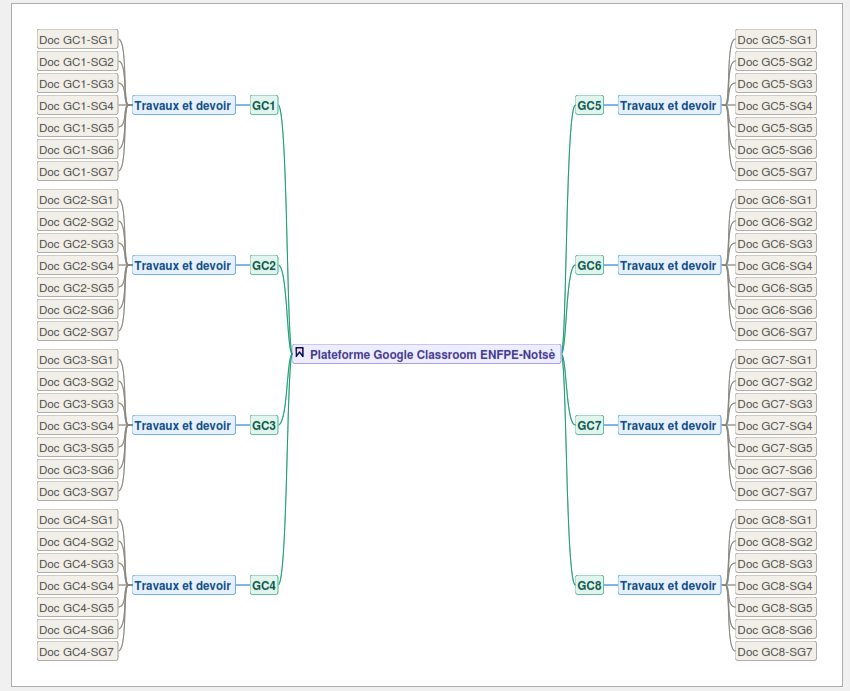 Doc GC1-SG1
Doc GC1-SG2
Doc GC1-SG3
Doc GC1-SG4
Doc GC1-SG5
Doc GC1-SG6
Doc GC1-SG7
Travaux et devoir
GC1
Doc GC2-SG1
Doc GC2-SG2
Doc GC2-SG3
Doc GC2-SG4
Doc GC2-SG5
Doc GC2-SG6
Doc GC2-SG7
Travaux et devoir
GC2
Doc GC3-SG1
Doc GC3-SG2
Doc GC3-SG3
Doc GC3-SG4
Doc GC3-SG5
Doc GC3-SG6
Doc GC3-SG7
Travaux et devoir
GC3
Doc GC4-SG1
Doc GC4-SG2
Doc GC4-SG3
Doc GC4-SG4
Doc GC4-SG5
Doc GC4-SG6
Doc GC4-SG7
Travaux et devoir
GC4
Plateforme Google Classroom ENFPE-Notsè
GC5
Travaux et devoir
Doc GC5-SG1
Doc GC5-SG2
Doc GC5-SG3
Doc GC5-SG4
Doc GC5-SG5
Doc GC5-SG6
Doc GC5-SG7
GC6
Travaux et devoir
Doc GC6-SG1
Doc GC6-SG2
Doc GC6-SG3
Doc GC6-SG4
Doc GC6-SG5
Doc GC6-SG6
Doc GC6-SG7
GC7
Travaux et devoir
Doc GC7-SG1
Doc GC7-SG2
Doc GC7-SG3
Doc GC7-SG4
Doc GC7-SG5
Doc GC7-SG6
Doc GC7-SG7
GC8
Travaux et devoir
Doc GC8-SG1
Doc GC8-SG2
Doc GC8-SG3
Doc GC8-SG4
Doc GC8-SG5
Doc GC8-SG6
Doc GC8-SG7